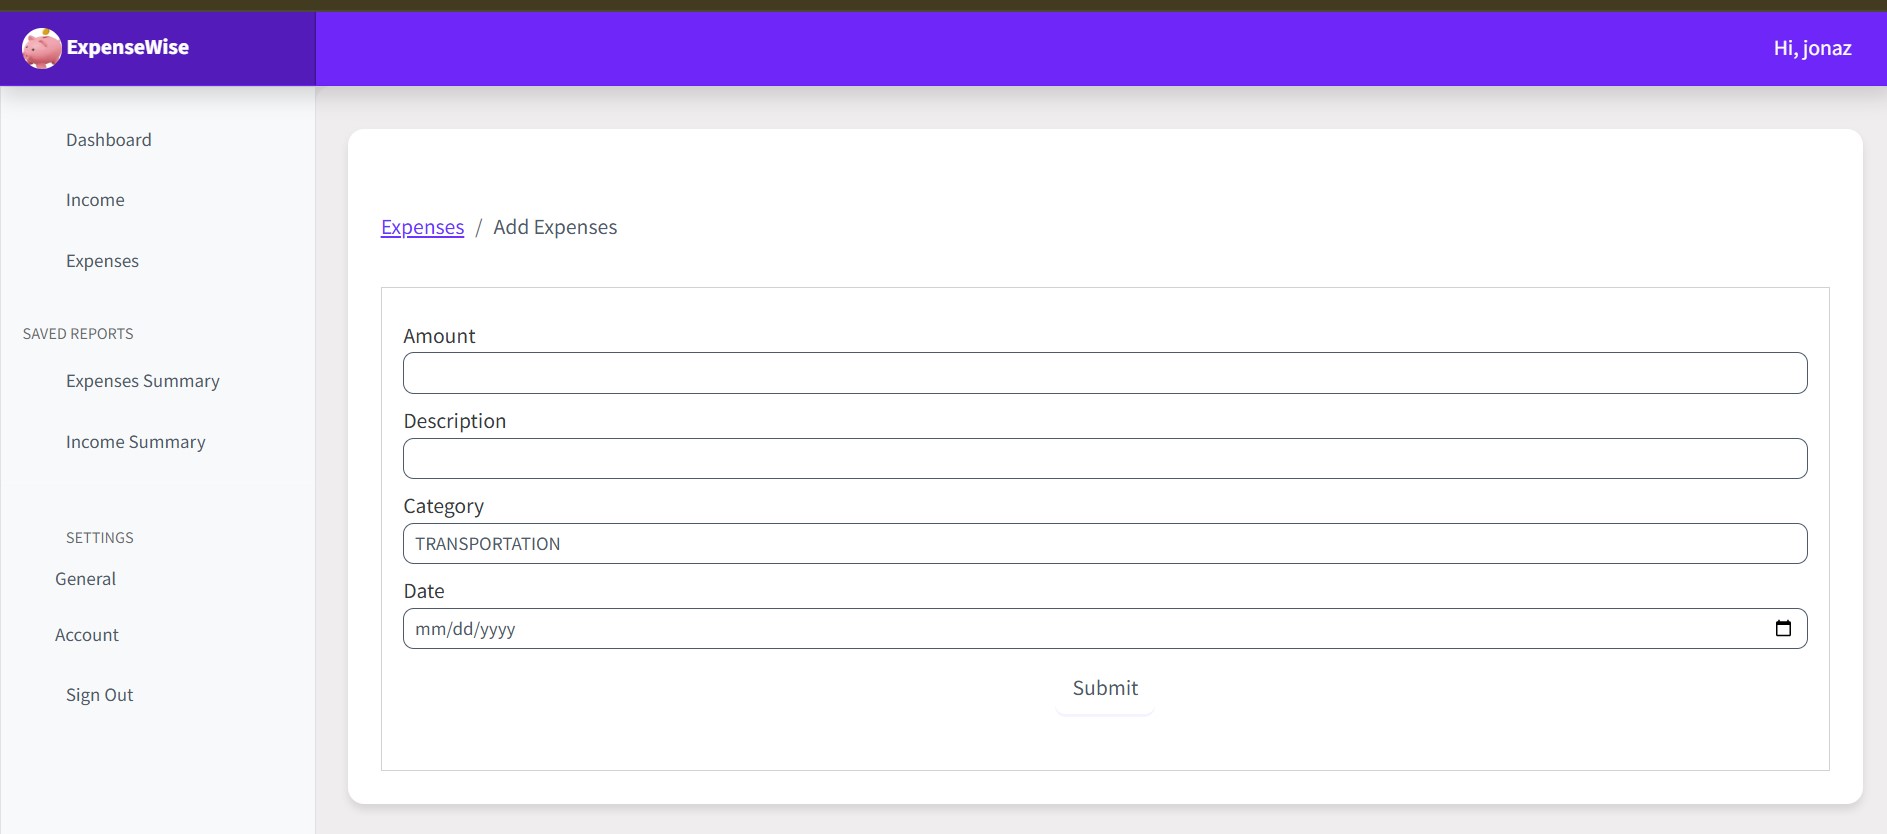 ExpenseWise
Hi, jonaz
Dashboard
Income
Expenses
SAVED REPORTS
Expenses Summary
Income Summary
SETTINGS
General
Account
Sign Out
Expenses / Add Expenses
Amount
Description
Category
TRANSPORTATION
Date
mm/dd/yyyy
Submit